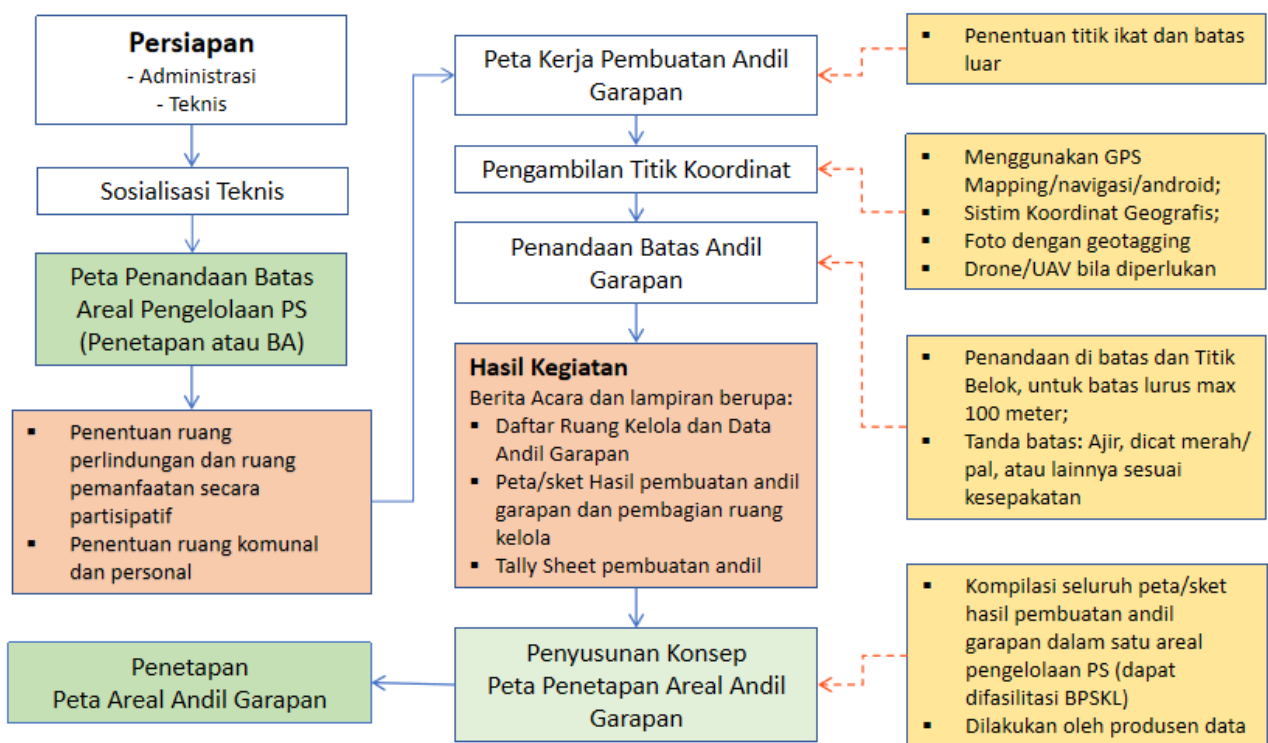 Persiapan
- Administrasi
- Teknis
Sosialisasi Teknis
Peta Penandaan Batas
Areal Pengelolaan PS
(Penetapan atau BA)
▪ Penentuan ruang
perlindungan dan ruang
pemanfaatan secara
partisipatif
▪ Penentuan ruang komunal
dan personal
Peta Kerja Pembuatan Andil
Garapan
▪ Penentuan titik ikat dan batas
luar
Pengambilan Titik Koordinat
▪ Menggunakan GPS
Mapping/navigasi/android;
▪ Sistim Koordinat Geografis;
▪ Foto dengan geotagging
▪ Drone/UAV bila diperlukan
Penandaan Batas Andil
Garapan
▪ Penandaan di batas dan Titik
Belok, untuk batas lurus max
100 meter;
▪ Tanda batas: Ajir, dicat merah/
pal, atau lainnya sesuai
kesepakatan
Hasil Kegiatan
Berita Acara dan lampiran berupa:
▪ Daftar Ruang Kelola dan Data
Andil Garapan
▪ Peta/sket Hasil pembuatan andil
garapan dan pembagian ruang
kelola
▪ Tally Sheet pembuatan andil
Penyusunan Konsep
Peta Penetapan Areal Andil
Garapan
▪ Kompilasi seluruh peta/sket
hasil pembuatan andil
garapan dalam satu areal
pengelolaan PS (dapat
difasilitasi BPSKL)
▪ Dilakukan oleh produsen data
Penetapan
Peta Areal Andil Garapan